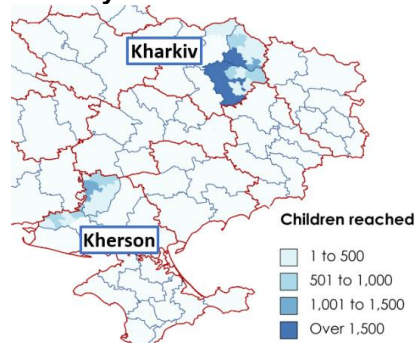 Kharkiv
Kherson
Children reached
1 to 500
501 to 1,000
1,001 to 1,500
Over 1,500